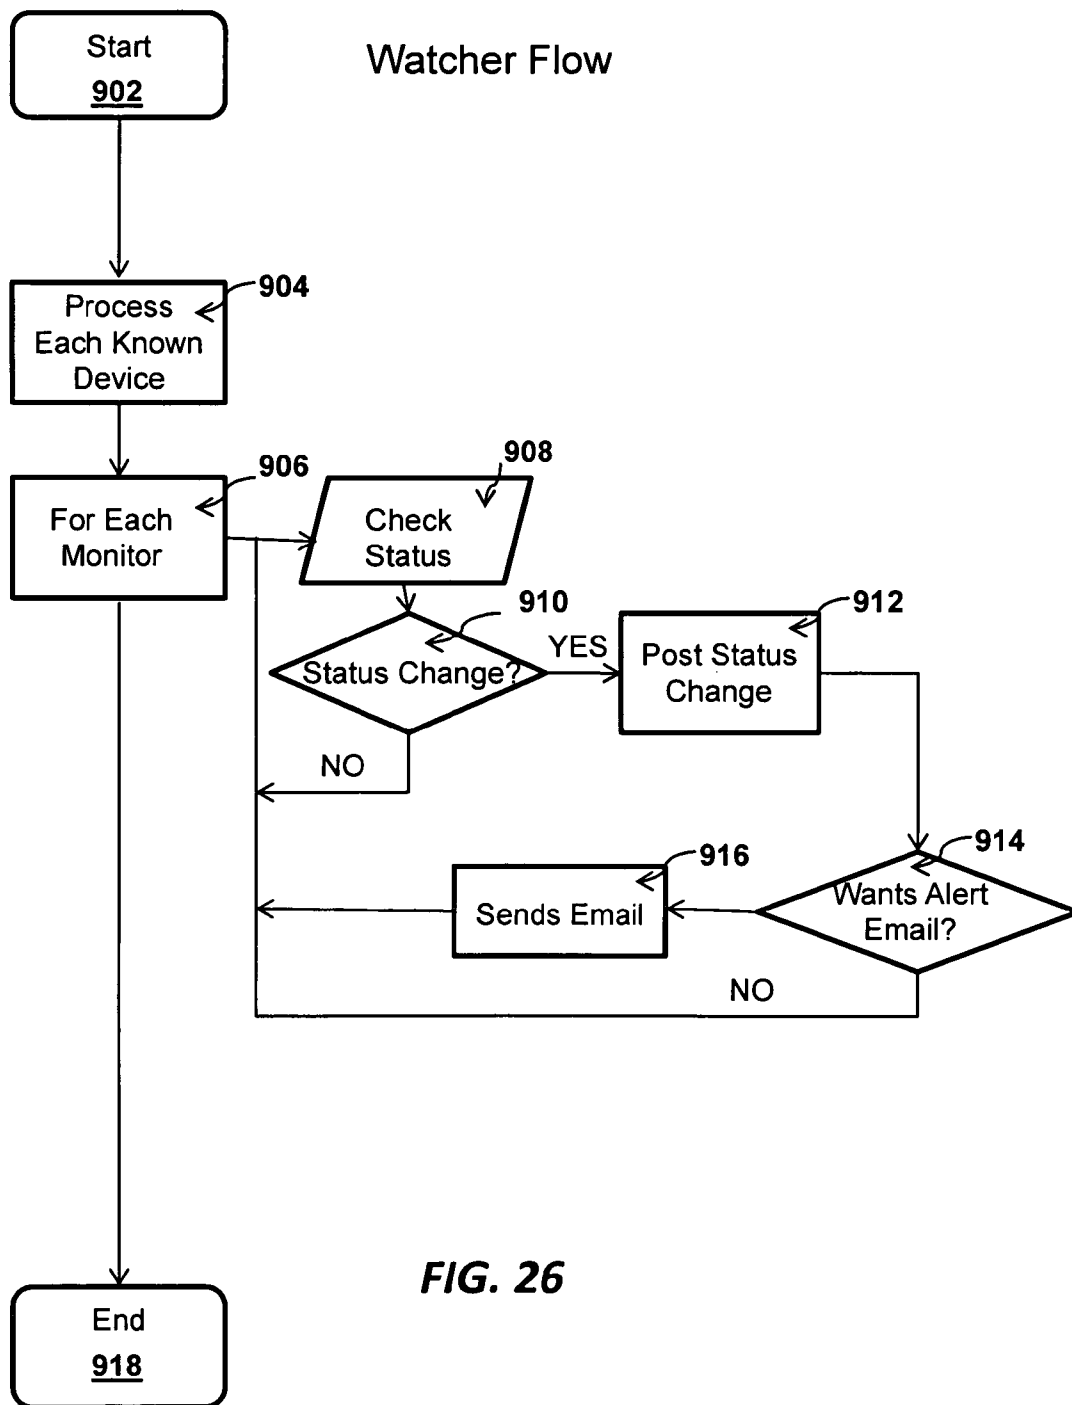 Start
902
Watcher Flow
904
Process
Each Known
Device
906
For Each
Monitor
908
Check
Status
910
Status Change?
YES
912
Post Status
Change
NO
914
Wants Alert
Email?
916
Sends Email
NO
FIG. 26
End
918